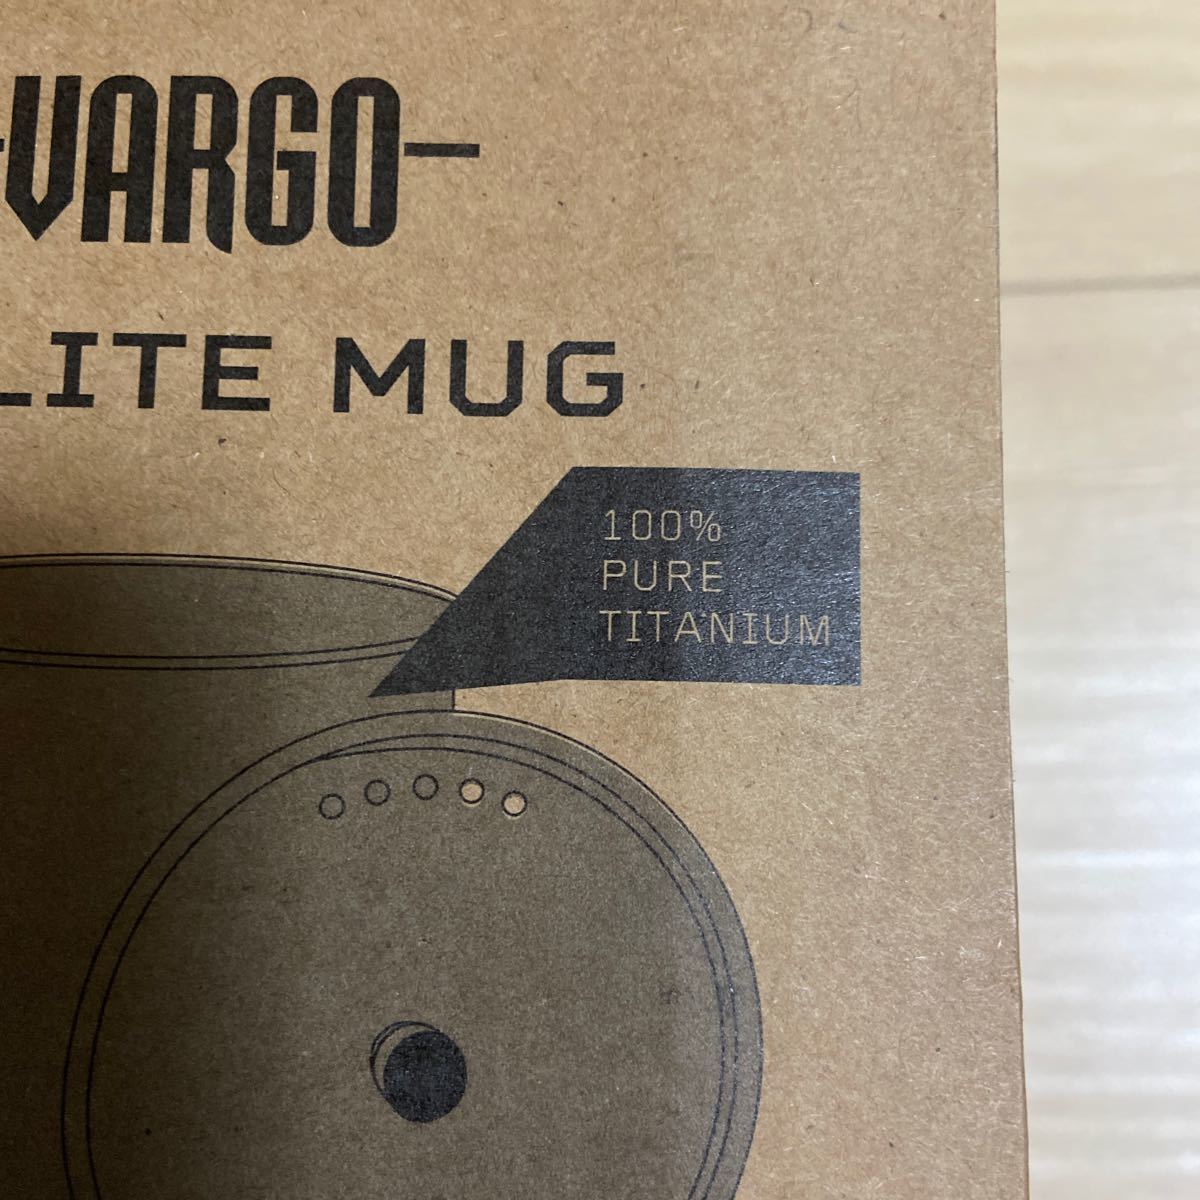 VARGO
LITE MUG
100%
PURE
TITANIUM